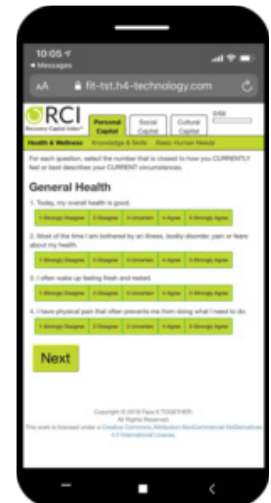 10:05
Messages
AA fit-tst.h4-technology.com
RCI
Recovery Capital Index
Personal Capital
Social Capital
Cultural Capital
0/68
Health & Wellness Knowledge & Skills Basic Human Needs
For each question, select the number that is closest to how you CURRENTLY
feel or best describes your CURRENT circumstances.
General Health
1. Today, my overall health is good.
1-Strongly Disagree 2-Disagree 3-Uncertain 4-Agree 5-Strongly Agree
2. Most of the time I am bothered by an illness, bodily disorder, pain or fears
about my health.
1-Strongly Disagree 2-Disagree 3-Uncertain 4-Agree 5-Strongly Agree
3. I often wake up feeling fresh and rested.
1-Strongly Disagree 2-Disagree 3-Uncertain 4-Agree 5-Strongly Agree
4. I have physical pain that often prevents me from doing what I need to do.
1-Strongly Disagree 2-Disagree 3-Uncertain 4-Agree 5-Strongly Agree
Next
Copyright © 2019 Face It TOGETHER.
All Rights Reserved.
This work is licensed under a Creative Commons Attribution-NonCommercial-NoDerivatives
4.0 International License.